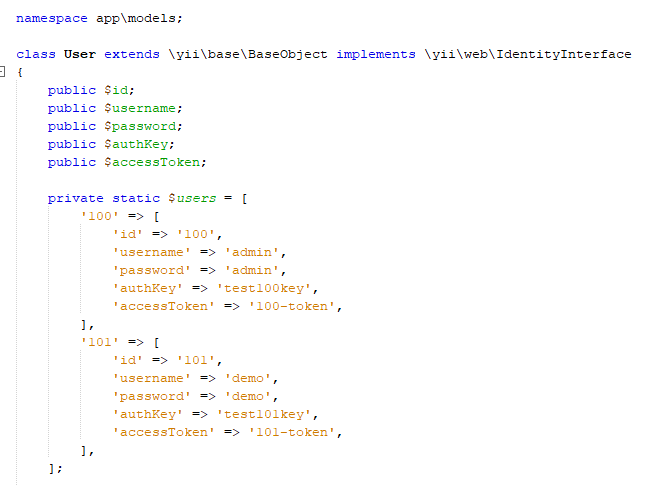 namespace app\models;
class User extends \yii\base\BaseObject implements \yii\web\IdentityInterface
{
public $id;
public $username;
public $password;
public $authKey;
public $accessToken;
private static $users = [
'100' => [
'id' => '100',
'username' => 'admin',
'password' => 'admin',
'authKey' => 'test100key',
'accessToken' => '100-token',
],
'101' => [
'id' => '101',
'username' => 'demo',
'password' => 'demo',
'authKey' => 'test101key',
'accessToken' => '101-token',
],
];